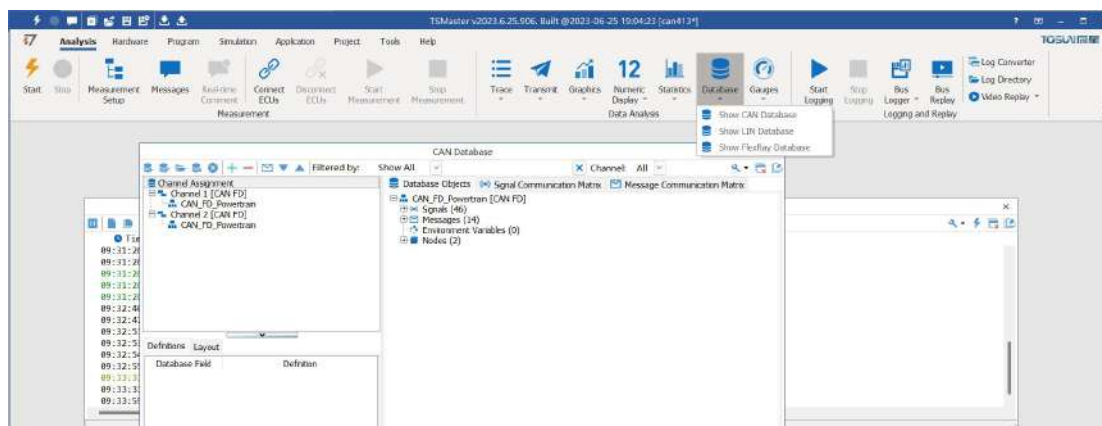 TSMaster v2023.6.25.906. Built @2023-06-25 19:04:23 [can413*]
Analysis Hardware Program Simulation Application Project Tools Help
TOSUN同星
Start Stop Measurement Setup Messages Real-time Comment Connect ECUs Disconnect ECUs Start Measurement Stop Measurement Trace Transmit Graphics 12 Numeric Display Statistics Database Gauges Start Logging Stop Logging Bus Logger Bus Replay
Log Converter
Log Directory
Video Replay
Measurement Data Analysis Logging and Replay
Show CAN Database
Show LIN Database
Show FlexRay Database
CAN Database
Filtered by: Show All Channel: All
Channel Assignment
Channel 1 [CAN FD]
CAN_FD_Powertrain
Channel 2 [CAN FD]
CAN_FD_Powertrain
Database Objects Signal Communication Matrix Message Communication Matrix
CAN_FD_Powertrain [CAN FD]
Signals (46)
Messages (14)
Environment Variables (0)
Nodes (2)
Definitions Layout
Database Field Definition
09:31:2
09:31:2
09:31:2
09:31:2
09:31:2
09:32:4
09:32:4
09:32:5
09:32:5
09:32:5
09:32:5
09:33:3
09:33:3
09:33:5